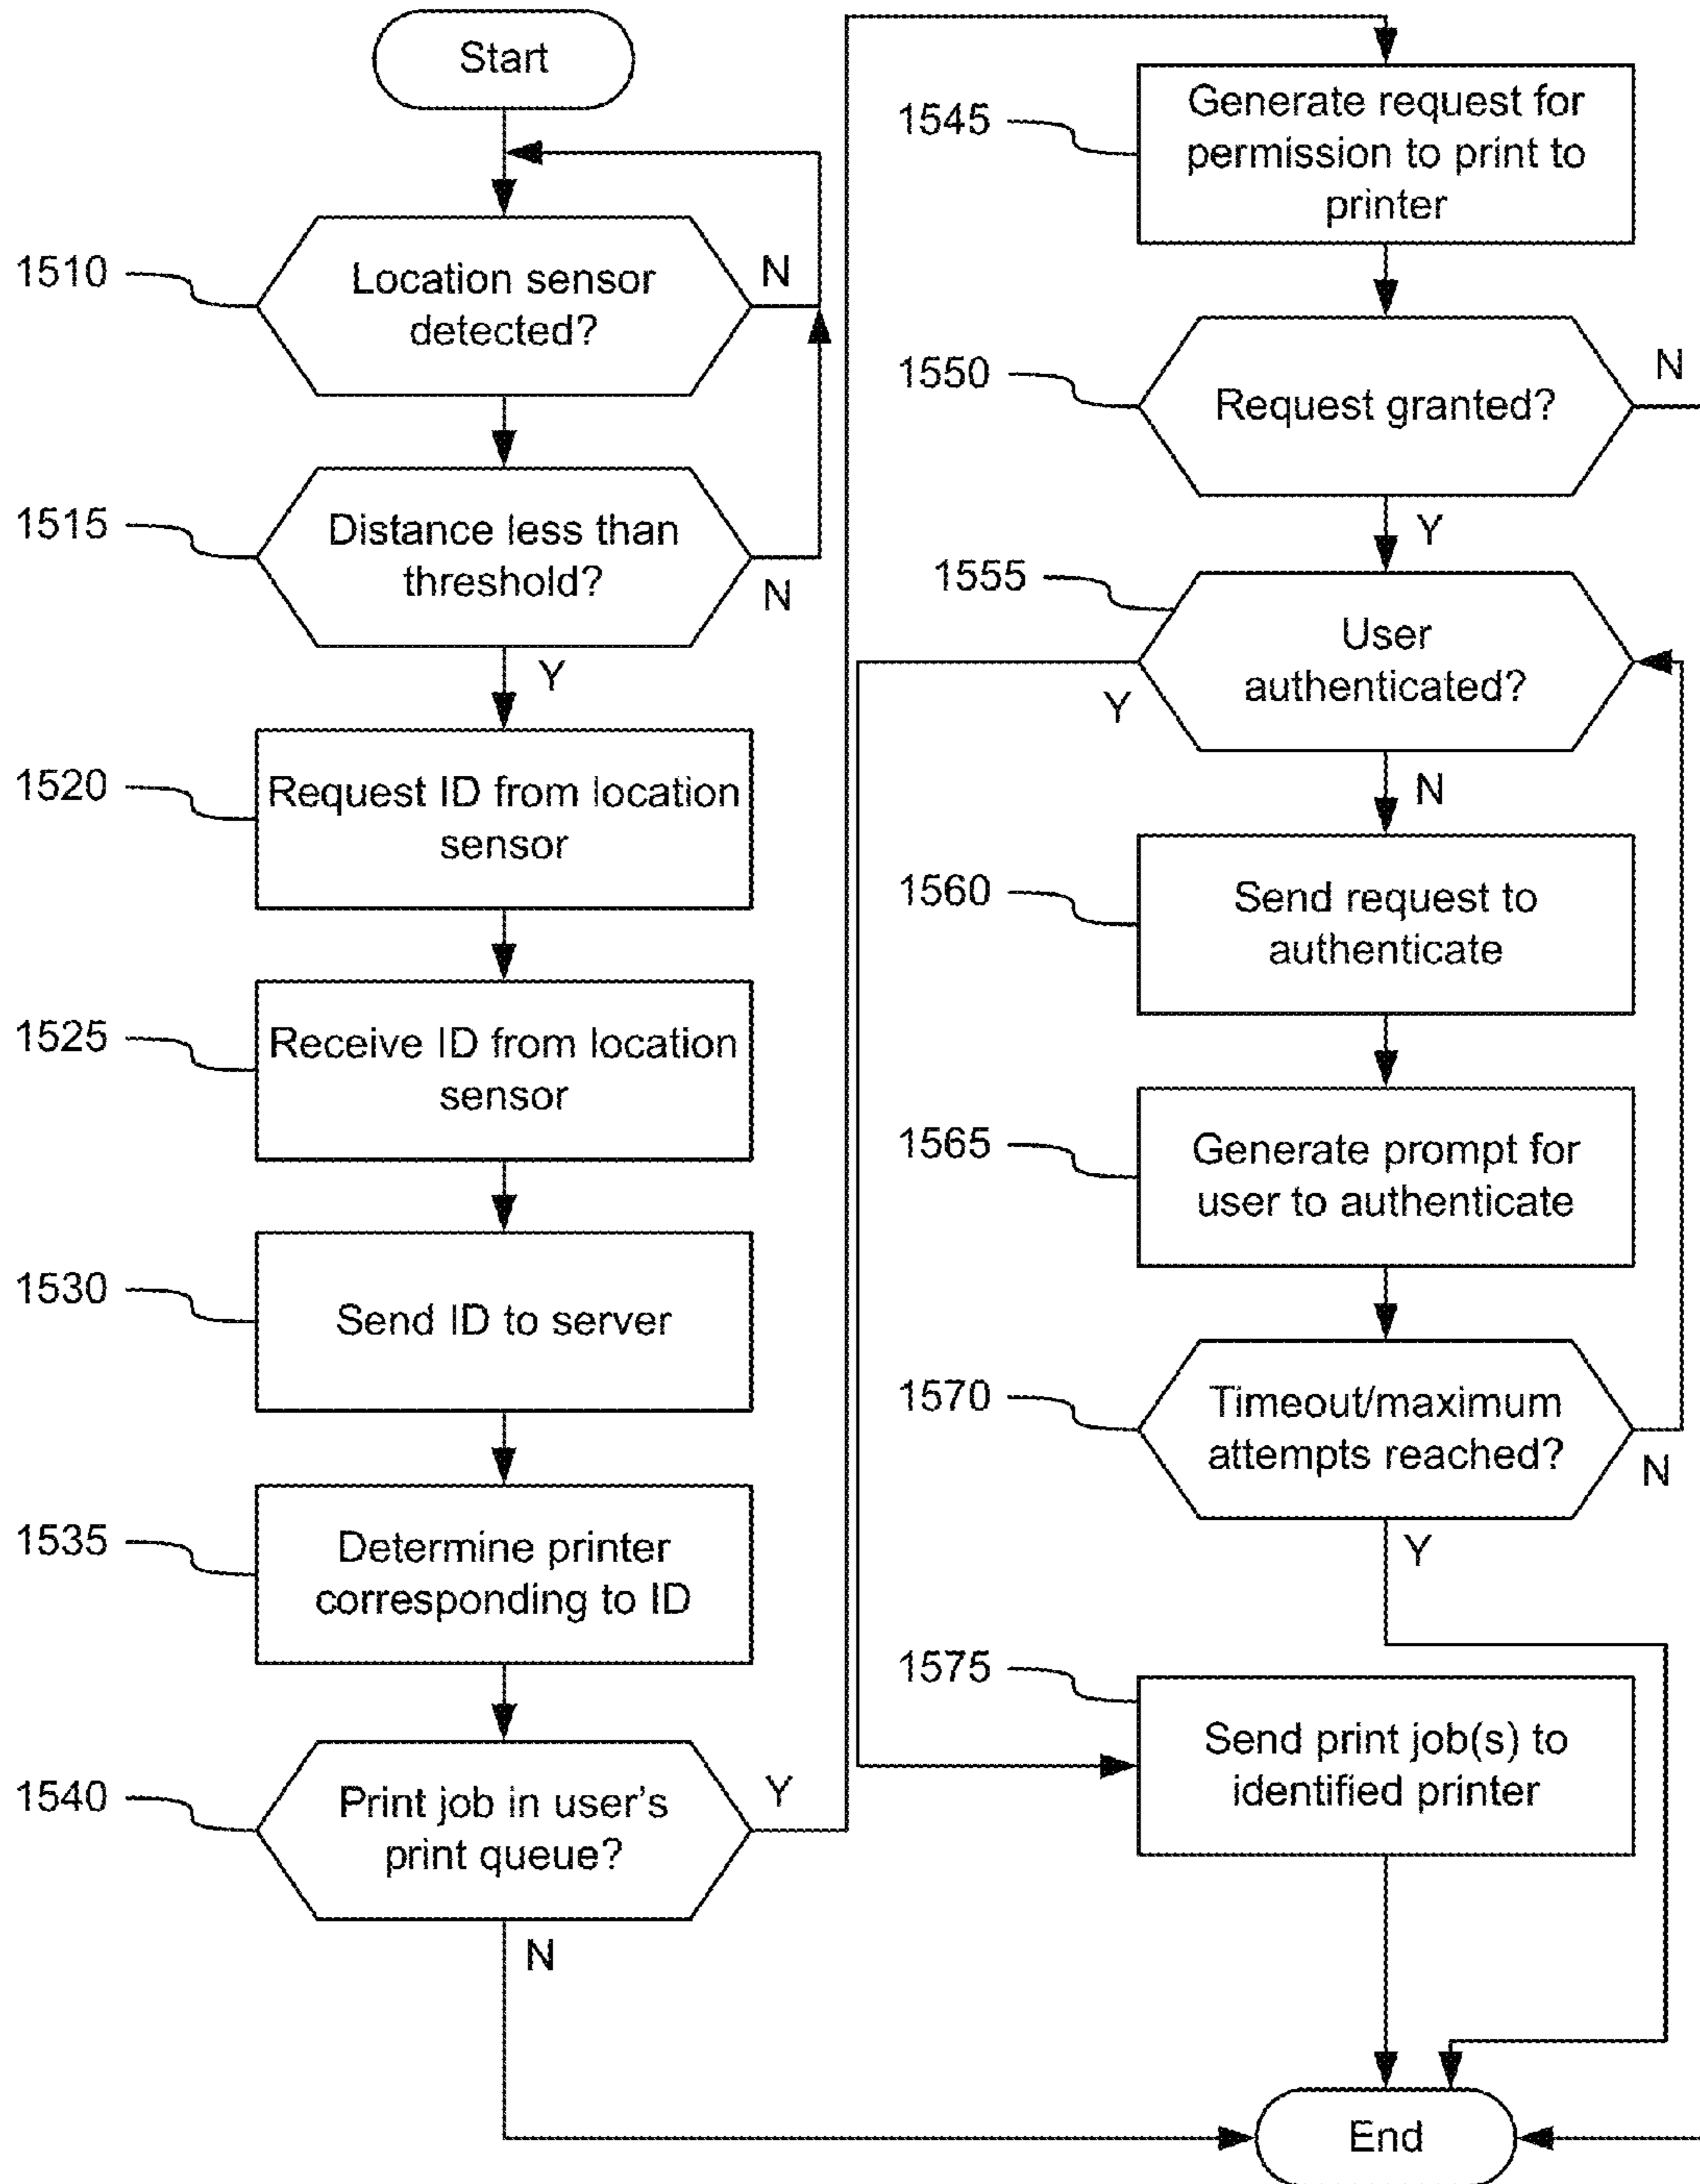 Start
1510
Location sensor
detected?
N
1515
Distance less than
threshold?
N
Y
1520
Request ID from location
sensor
1525
Receive ID from location
sensor
1530
Send ID to server
1535
Determine printer
corresponding to ID
1540
Print job in user's
print queue?
Y
N
1545
Generate request for
permission to print to
printer
1550
Request granted?
N
Y
1555
User
authenticated?
Y
N
1560
Send request to
authenticate
1565
Generate prompt for
user to authenticate
1570
Timeout/maximum
attempts reached?
N
Y
1575
Send print job(s) to
identified printer
End